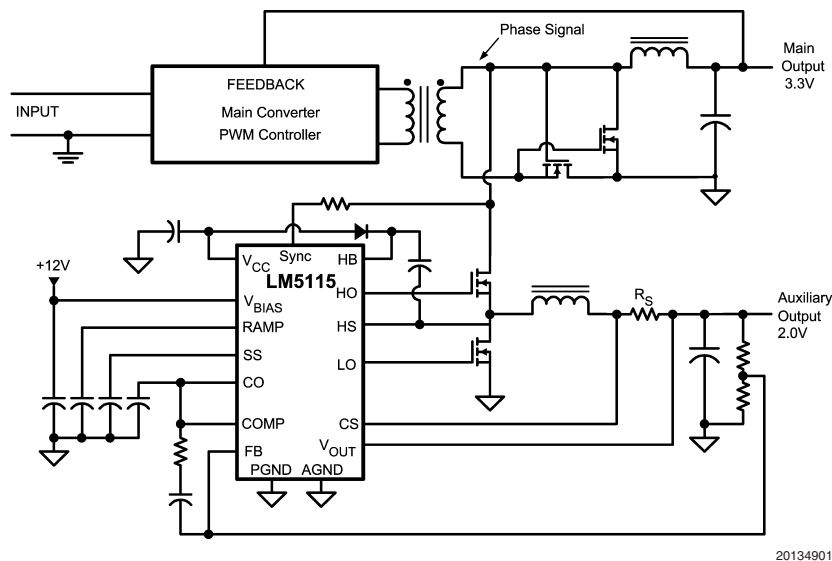 Phase Signal
FEEDBACK
Main Converter
PWM Controller
INPUT
Main
Output
3.3V
+12V
VCC
Sync
HB
LM5115
HO
VBIAS
RAMP
HS
SS
LO
CO
COMP
CS
FB
VOUT
PGND AGND
RS
Auxiliary
Output
2.0V
20134901